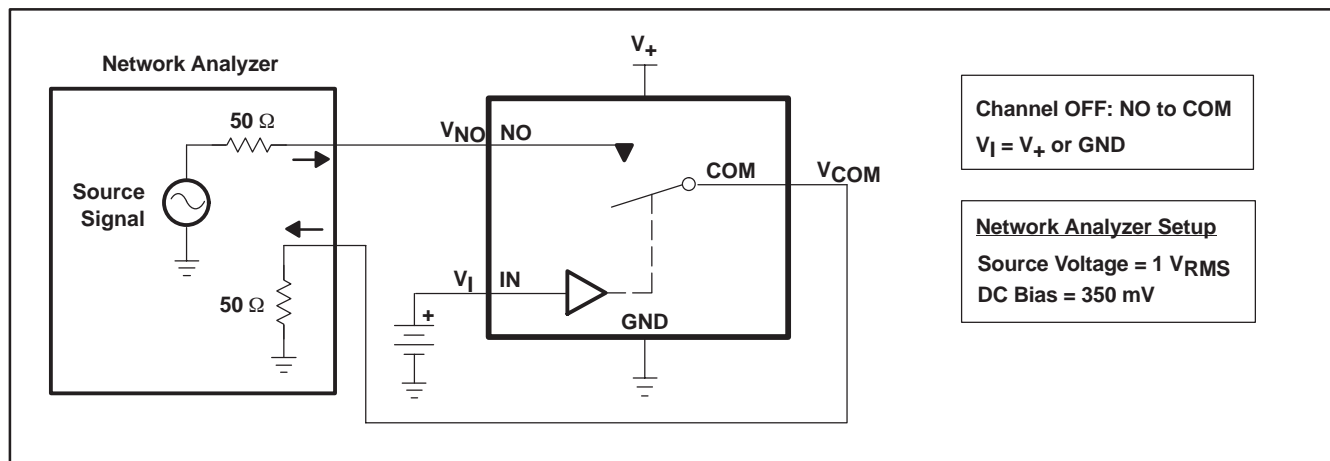 Network Analyzer
50 Ω
Source
Signal
50 Ω
V+
VNO NO
COM
VCOM
VI IN
+
GND
Channel OFF: NO to COM
VI = V+ or GND
Network Analyzer Setup
Source Voltage = 1 VRMS
DC Bias = 350 mV